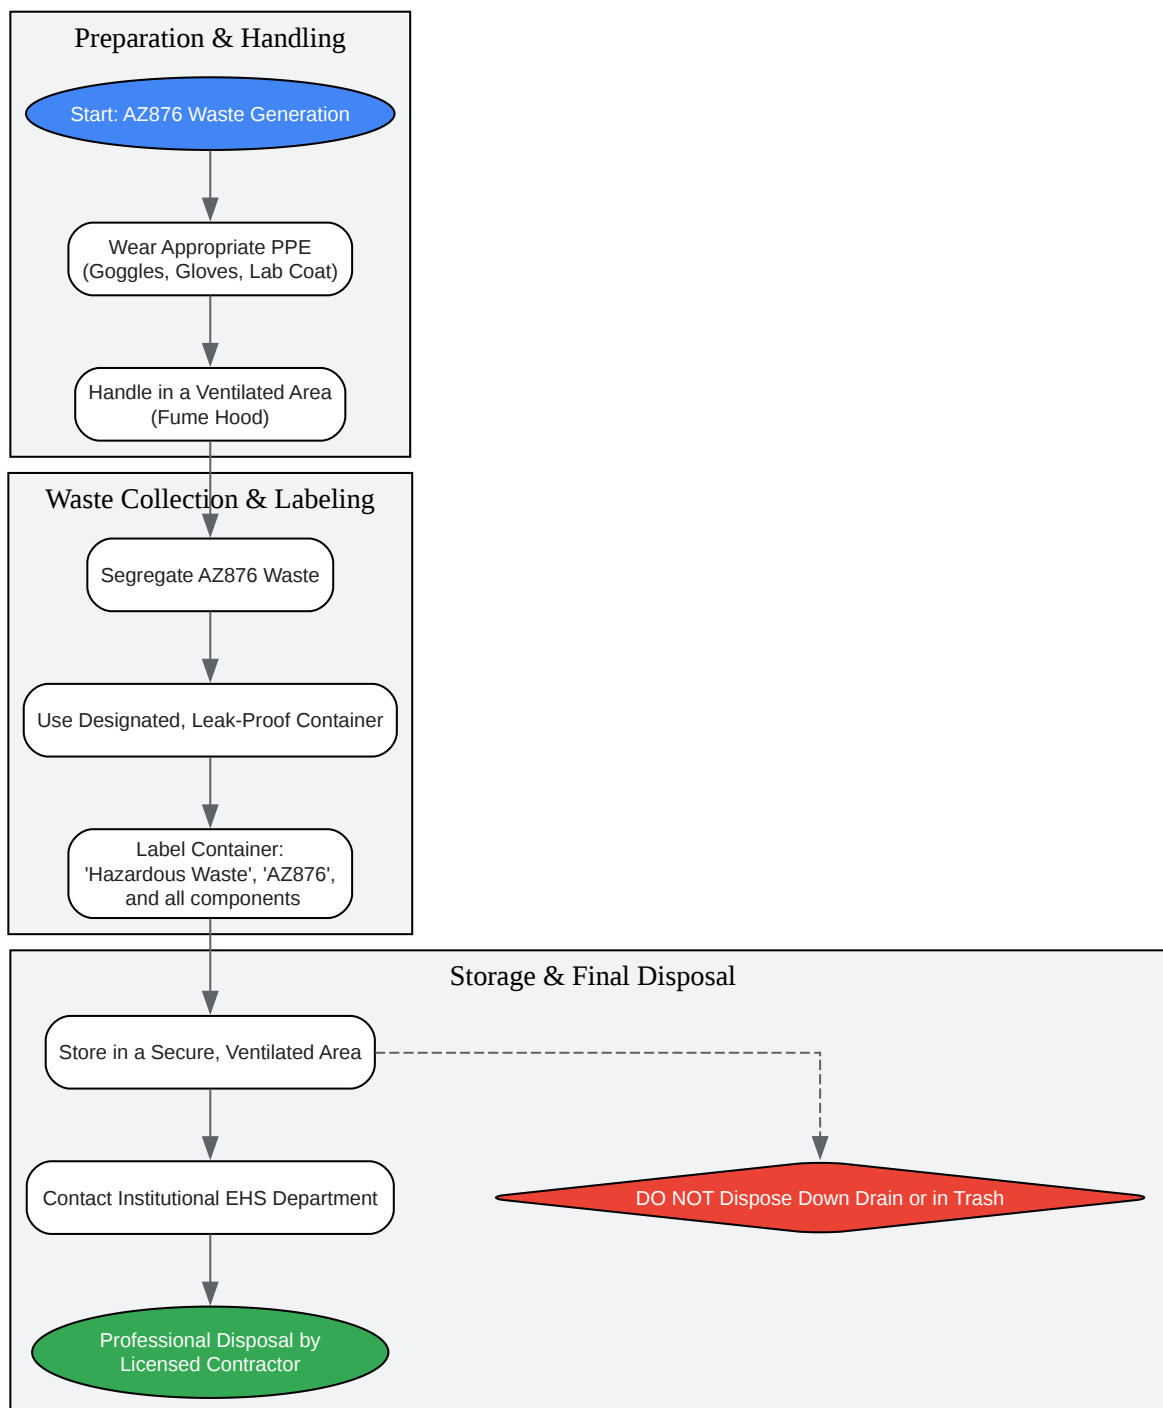 Preparation & Handling
Start: AZ876 Waste Generation
Wear Appropriate PPE
(Goggles, Gloves, Lab Coat)
Handle in a Ventilated Area
(Fume Hood)
Waste Collection & Labeling
Segregate AZ876 Waste
Use Designated, Leak-Proof Container
Label Container:
'Hazardous Waste', 'AZ876',
and all components
Storage & Final Disposal
Store in a Secure, Ventilated Area
Contact Institutional EHS Department
DO NOT Dispose Down Drain or in Trash
Professional Disposal by
Licensed Contractor